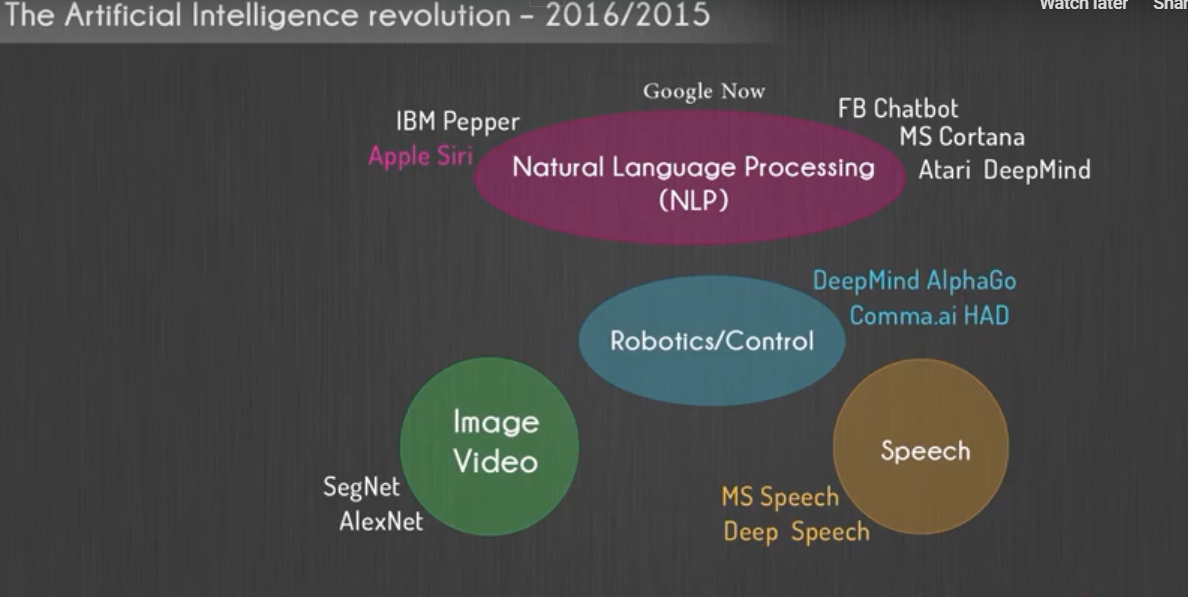 The Artificial Intelligence revolution – 2016/2015
Watch later
Google Now
IBM Pepper
FB Chatbot
Apple Siri
MS Cortana
Natural Language Processing
(NLP)
Atari DeepMind
DeepMind AlphaGo
Comma.ai HAD
Robotics/Control
Image
Video
Speech
SegNet
AlexNet
MS Speech
Deep Speech